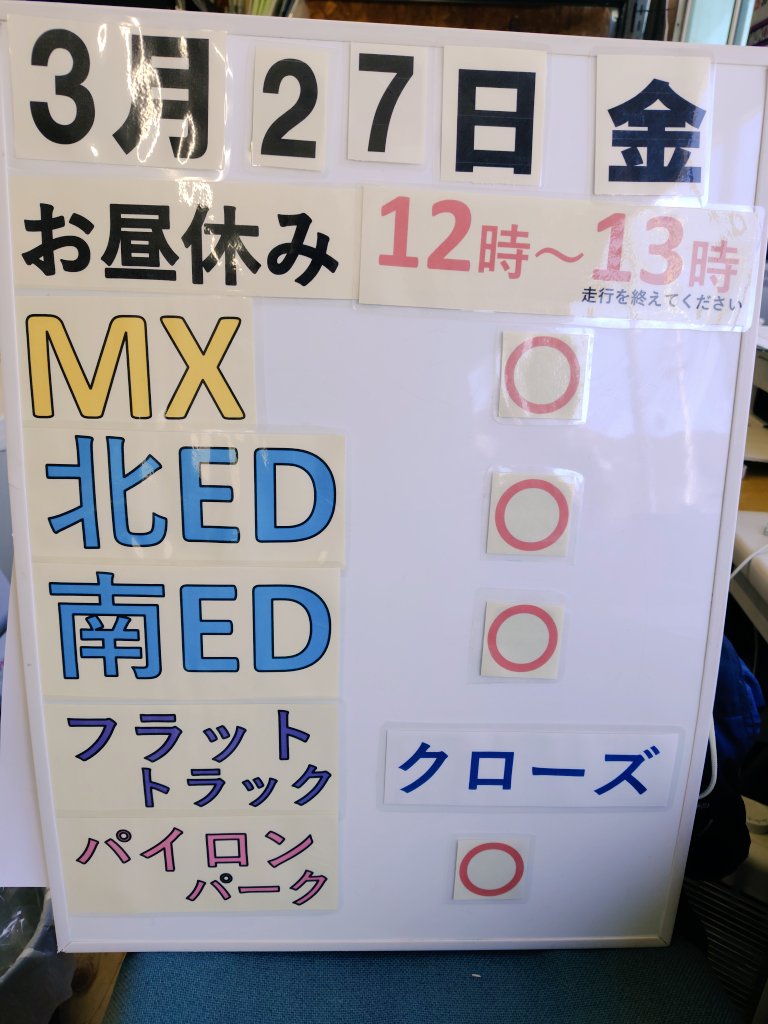 3月27日 金
お昼休み 12時～13時
走行を終えてください
MX ○
北ED ○
南ED ○
フラット
トラック クローズ
パイロン
パーク ○